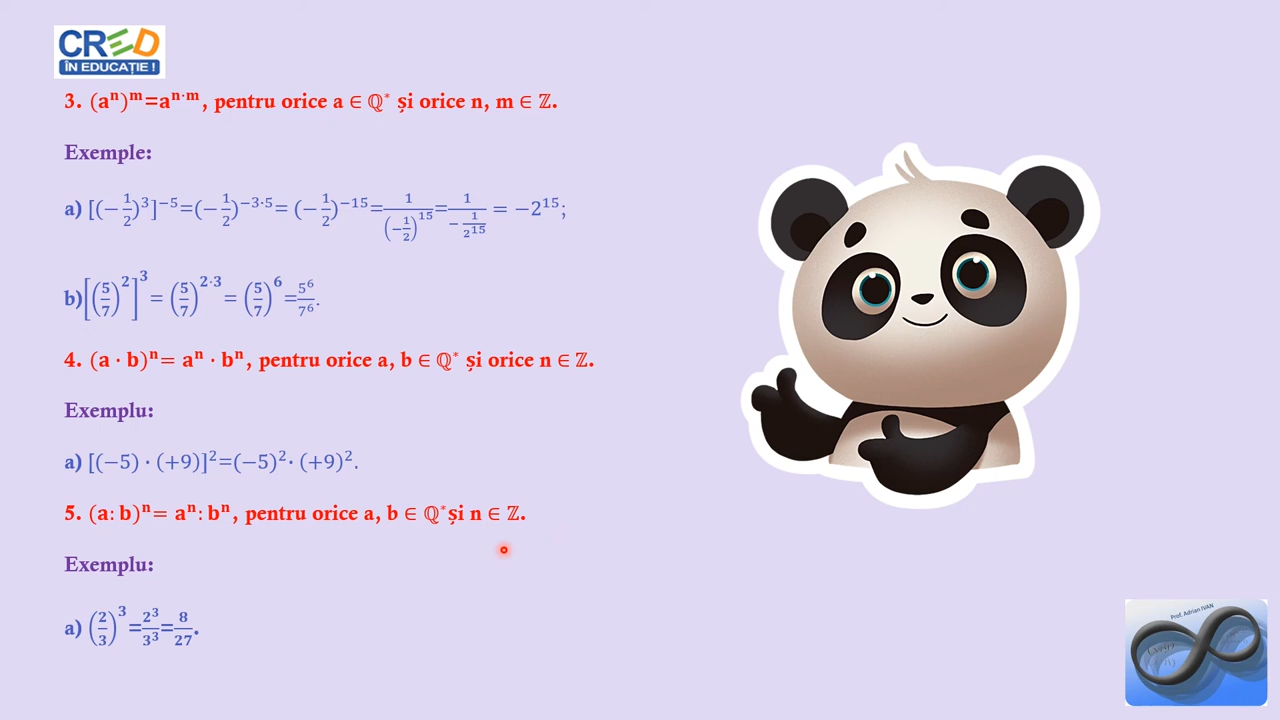 CRED
ÎN EDUCAȚIE !
3. (aⁿ)ᵐ=aⁿ·ᵐ, pentru orice a ∈ ℚ* și orice n, m ∈ ℤ.
Exemple:
a) [(−1/2)³]⁻⁵=(−1/2)⁻³·⁵= (−1/2)⁻¹⁵=1/(−1/2)¹⁵=1/(−1/2¹⁵) = −2¹⁵;
b)[(5/7)²]³ = (5/7)²·³ = (5/7)⁶ =5⁶/7⁶.
4. (a · b)ⁿ= aⁿ · bⁿ, pentru orice a, b ∈ ℚ* și orice n ∈ ℤ.
Exemplu:
a) [(−5) · (+9)]²=(−5)²· (+9)².
5. (a: b)ⁿ= aⁿ: bⁿ, pentru orice a, b ∈ ℚ*și n ∈ ℤ.
Exemplu:
a) (2/3)³=2³/3³=8/27.
Prof. Adrian IVAN